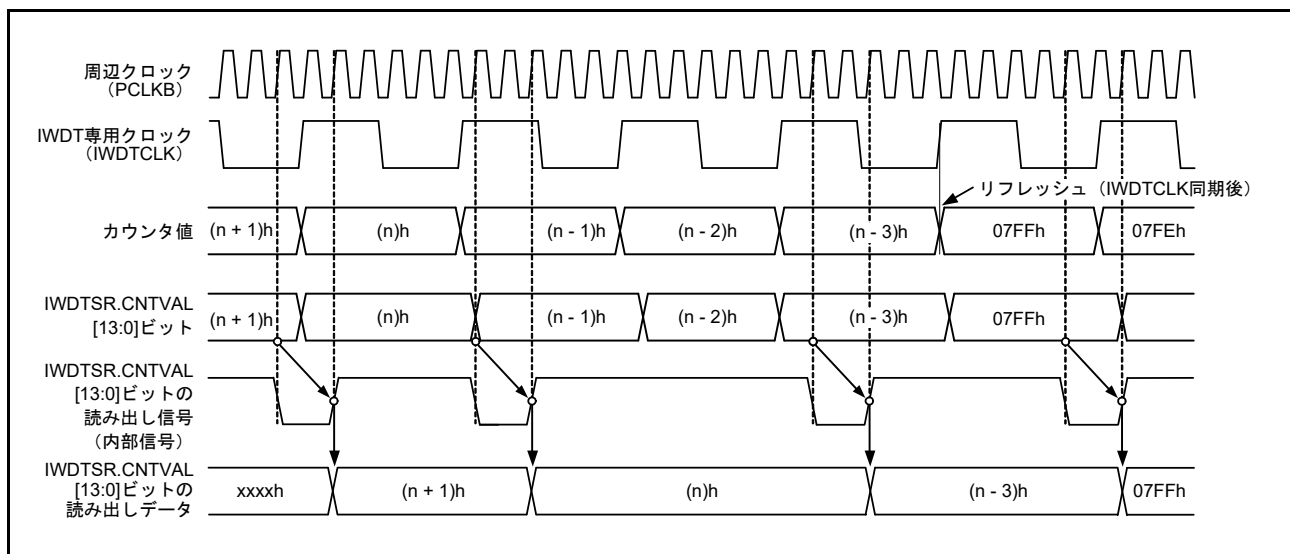 周辺クロック
（PCLKB）
IWDT専用クロック
（IWDTCLK）
リフレッシュ（IWDTCLK同期後）
カウンタ値
(n + 1)h
(n)h
(n - 1)h
(n - 2)h
(n - 3)h
07FFh
07FEh
IWDTSR.CNTVAL
[13:0]ビット
(n + 1)h
(n)h
(n - 1)h
(n - 2)h
(n - 3)h
07FFh
IWDTSR.CNTVAL
[13:0]ビットの
読み出し信号
（内部信号）
IWDTSR.CNTVAL
[13:0]ビットの
読み出しデータ
xxxxh
(n + 1)h
(n)h
(n - 3)h
07FFh